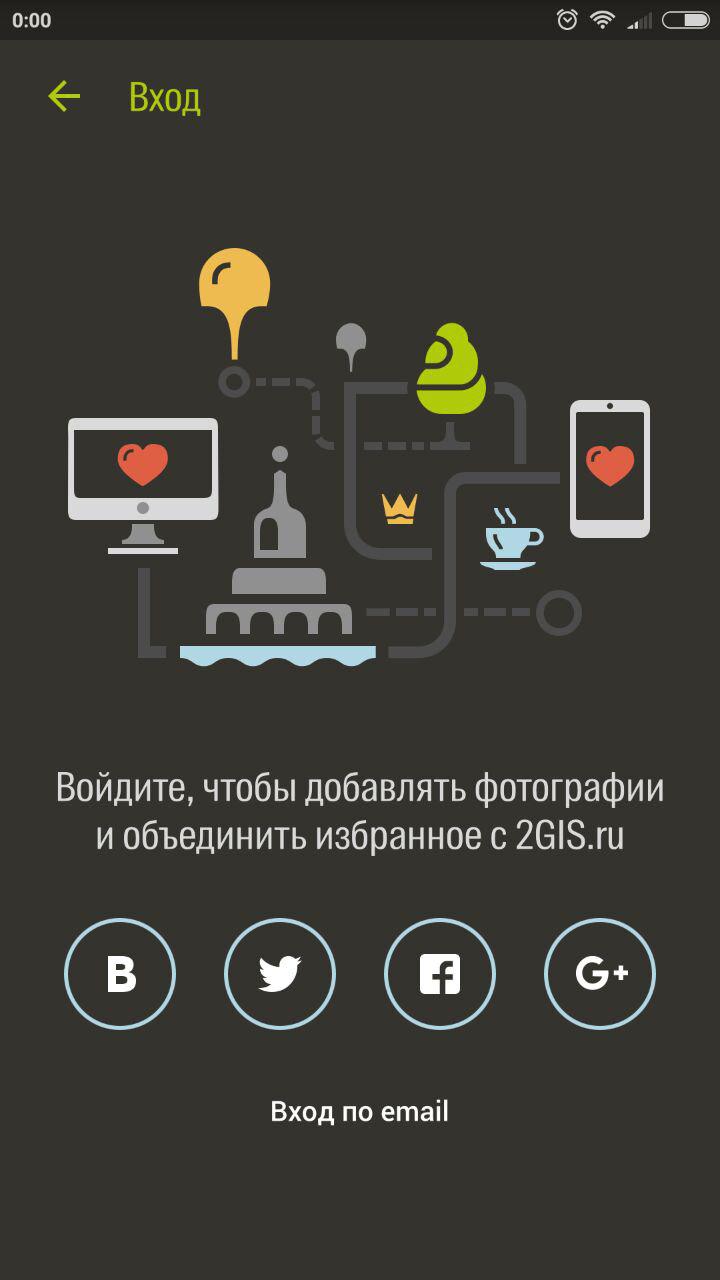 0:00
Вход
Войдите, чтобы добавлять фотографии
и объединить избранное с 2GIS.ru
B
G+
Вход по email